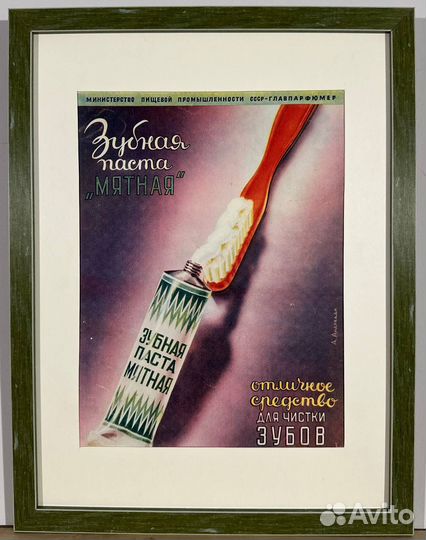 МИНИСТЕРСТВО ПИЩЕВОЙ ПРОМЫШЛЕННОСТИ СССР-ГЛАВПАРФЮМЕР
Зубная
паста
„МЯТНАЯ“
ЗУБНАЯ
ПАСТА
МЯТНАЯ
отличное
средство
ДЛЯ ЧИСТКИ
ЗУБОВ
Avito